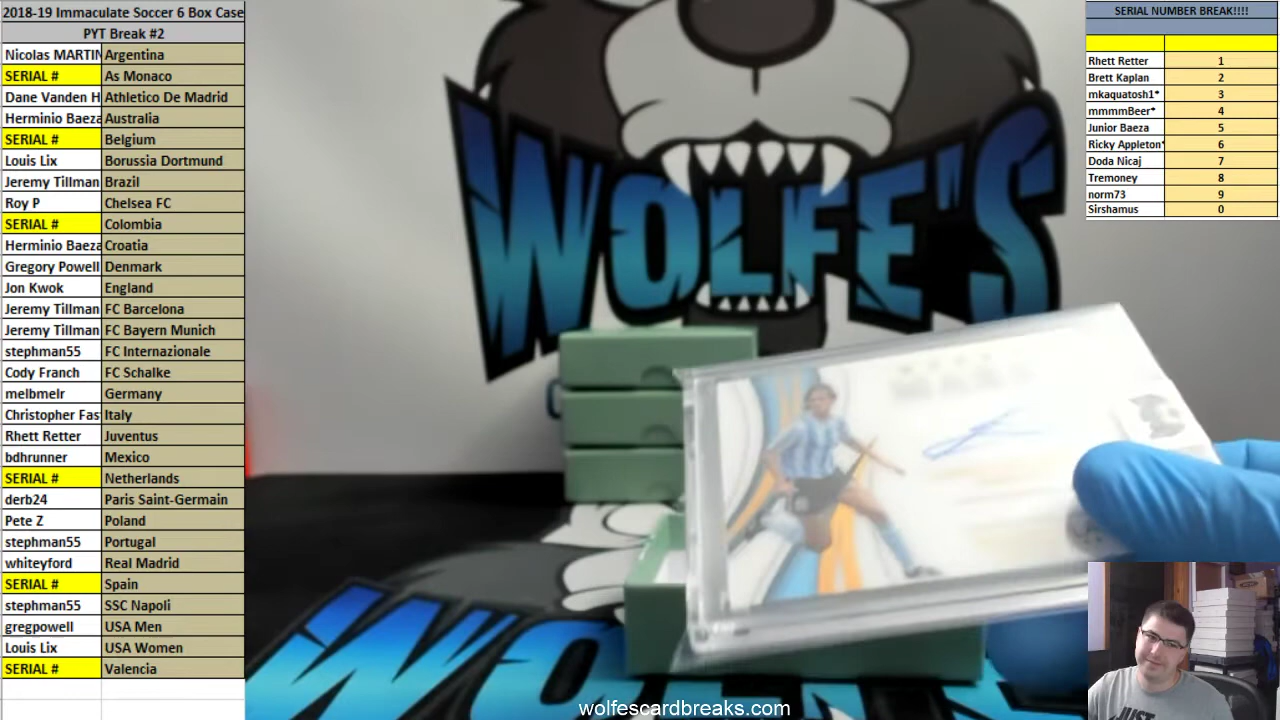 2018-19 Immaculate Soccer 6 Box Case
PYT Break #2
Nicolas MARTIN Argentina
SERIAL # As Monaco
Dane Vanden H Athletico De Madrid
Herminio Baeza Australia
SERIAL # Belgium
Louis Lix Borussia Dortmund
Jeremy Tillman Brazil
Roy P Chelsea FC
SERIAL # Colombia
Herminio Baeza Croatia
Gregory Powell Denmark
Jon Kwok England
Jeremy Tillman FC Barcelona
Jeremy Tillman FC Bayern Munich
stephman55 FC Internazionale
Cody Franch FC Schalke
melbmelr Germany
Christopher Fas Italy
Rhett Retter Juventus
bdhrunner Mexico
SERIAL # Netherlands
derb24 Paris Saint-Germain
Pete Z Poland
stephman55 Portugal
whiteyford Real Madrid
SERIAL # Spain
stephman55 SSC Napoli
gregpowell USA Men
Louis Lix USA Women
SERIAL # Valencia
WOLFE'S
wolfescardbreaks.com
SERIAL NUMBER BREAK!!!!
Rhett Retter 1
Brett Kaplan 2
mkaquatosh1* 3
mmmmBeer* 4
Junior Baeza 5
Ricky Appleton* 6
Doda Nicaj 7
Tremoney 8
norm73 9
Sirshamus 0
JUST